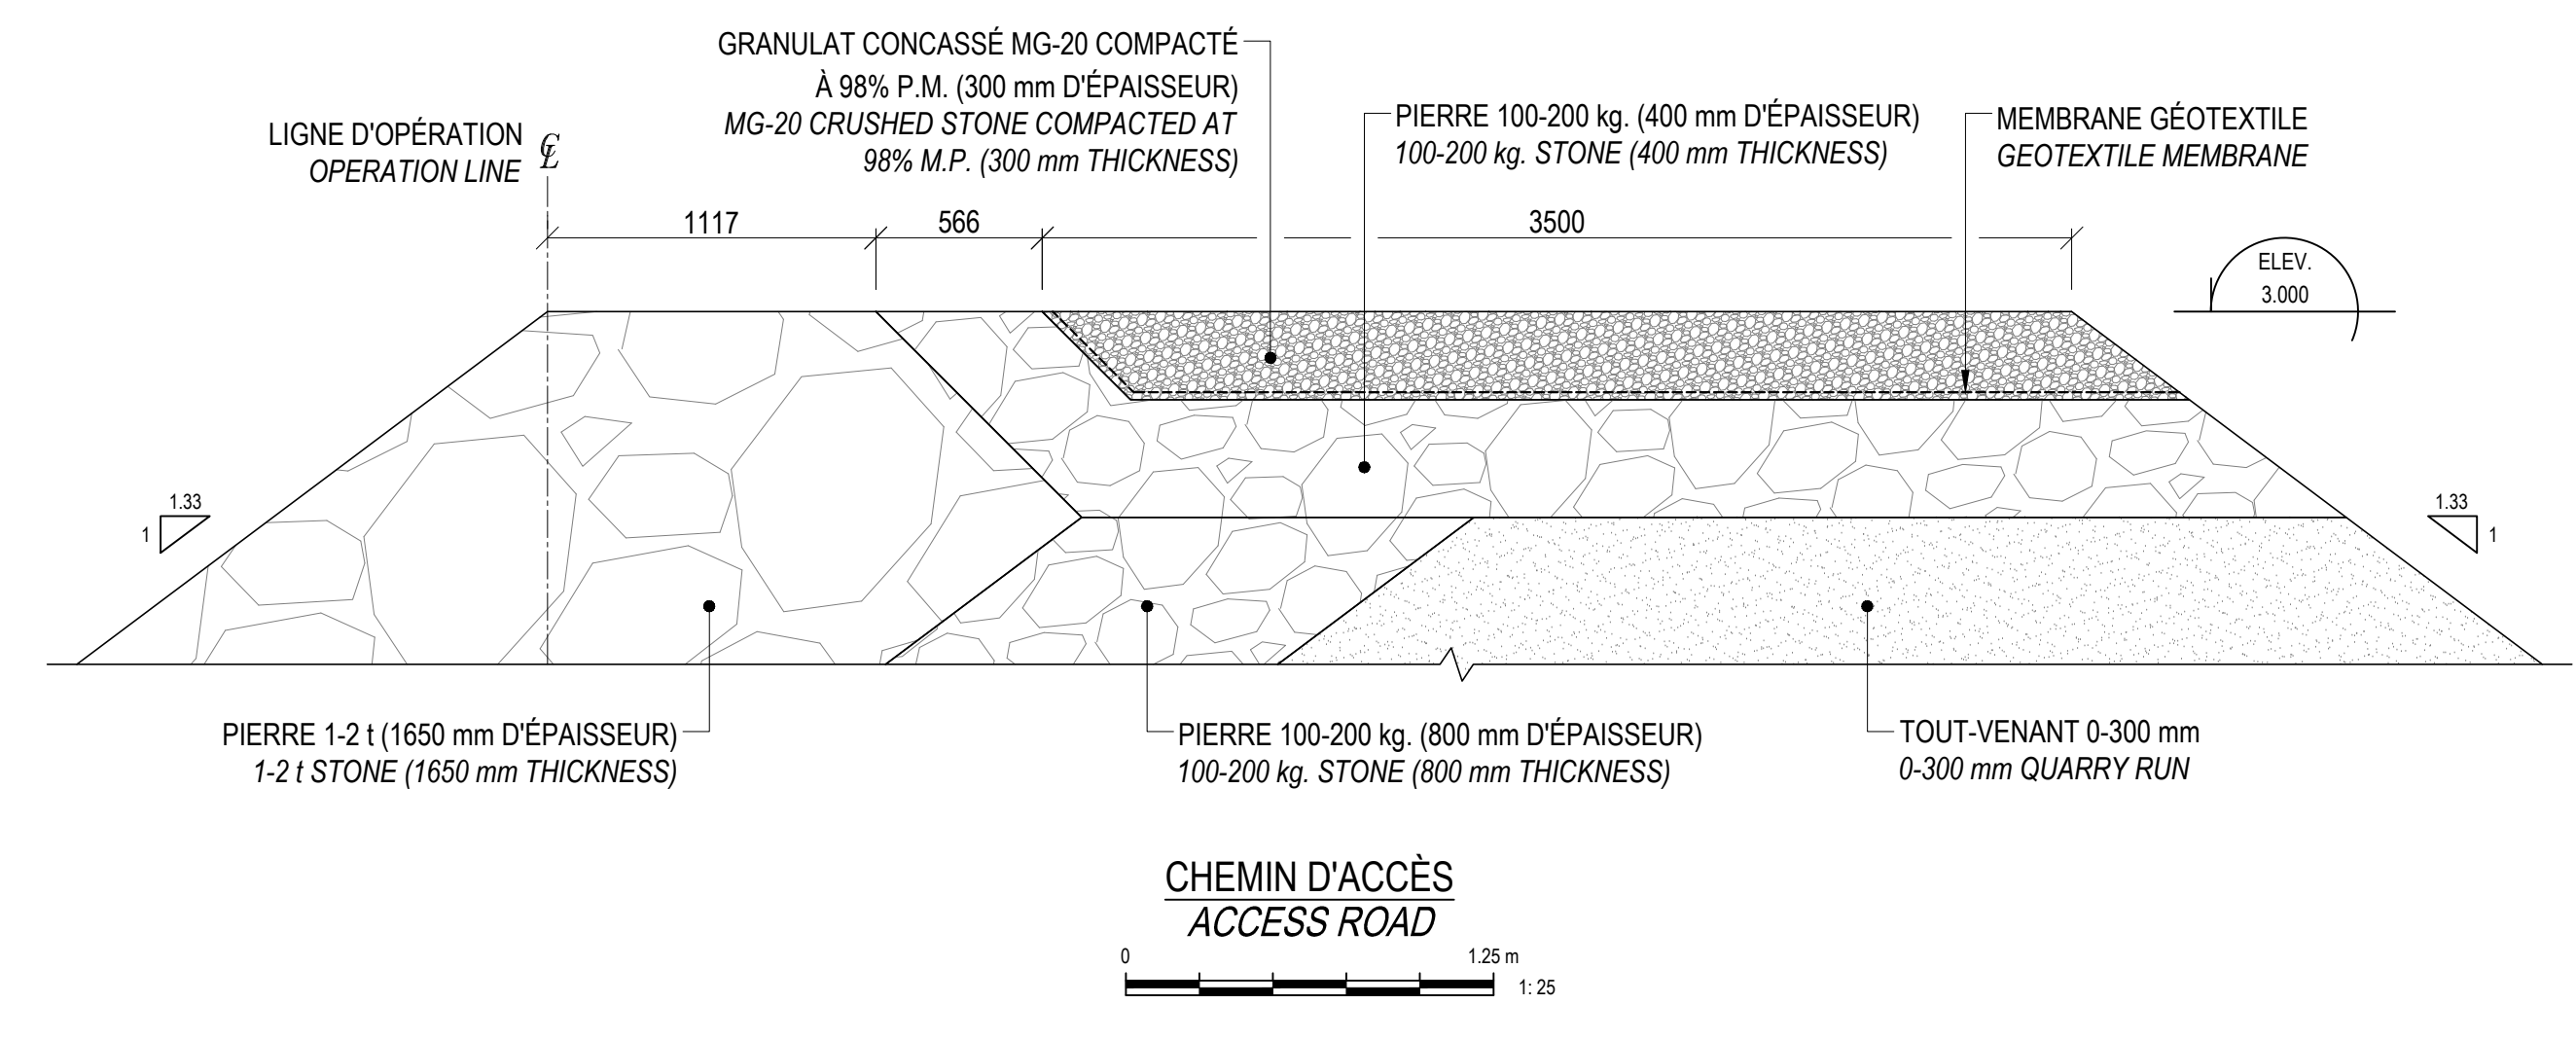 GRANULAT CONCASSÉ MG-20 COMPACTÉ
À 98% P.M. (300 mm D'ÉPAISSEUR)
MG-20 CRUSHED STONE COMPACTED AT
98% M.P. (300 mm THICKNESS)
PIERRE 100-200 kg. (400 mm D'ÉPAISSEUR)
100-200 kg. STONE (400 mm THICKNESS)
MEMBRANE GÉOTEXTILE
GEOTEXTILE MEMBRANE
LIGNE D'OPÉRATION
OPERATION LINE
℄
1117
566
3500
ELEV.
3.000
1.33
1
1.33
1
PIERRE 1-2 t (1650 mm D'ÉPAISSEUR)
1-2 t STONE (1650 mm THICKNESS)
PIERRE 100-200 kg. (800 mm D'ÉPAISSEUR)
100-200 kg. STONE (800 mm THICKNESS)
TOUT-VENANT 0-300 mm
0-300 mm QUARRY RUN
CHEMIN D'ACCÈS
ACCESS ROAD
0
1.25 m
1: 25